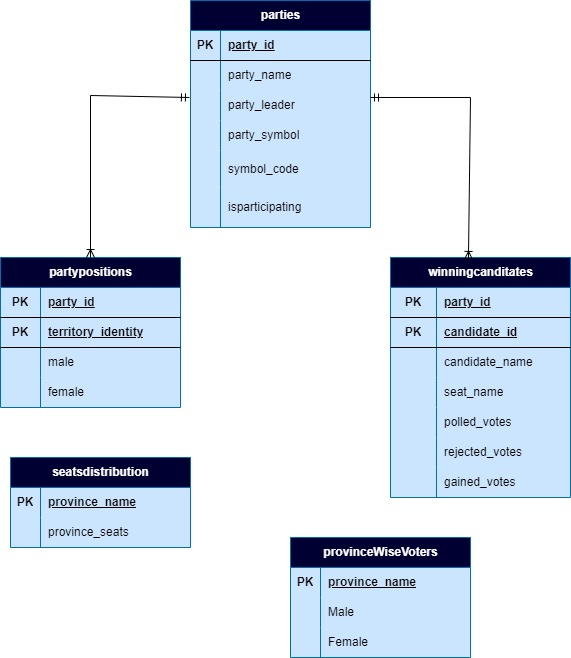 parties
PK party_id
party_name
party_leader
party_symbol
symbol_code
isparticipating
partypositions
PK party_id
PK territory_identity
male
female
winningcanditates
PK party_id
PK candidate_id
candidate_name
seat_name
polled_votes
rejected_votes
gained_votes
seatsdistribution
PK province_name
province_seats
provinceWiseVoters
PK province_name
Male
Female